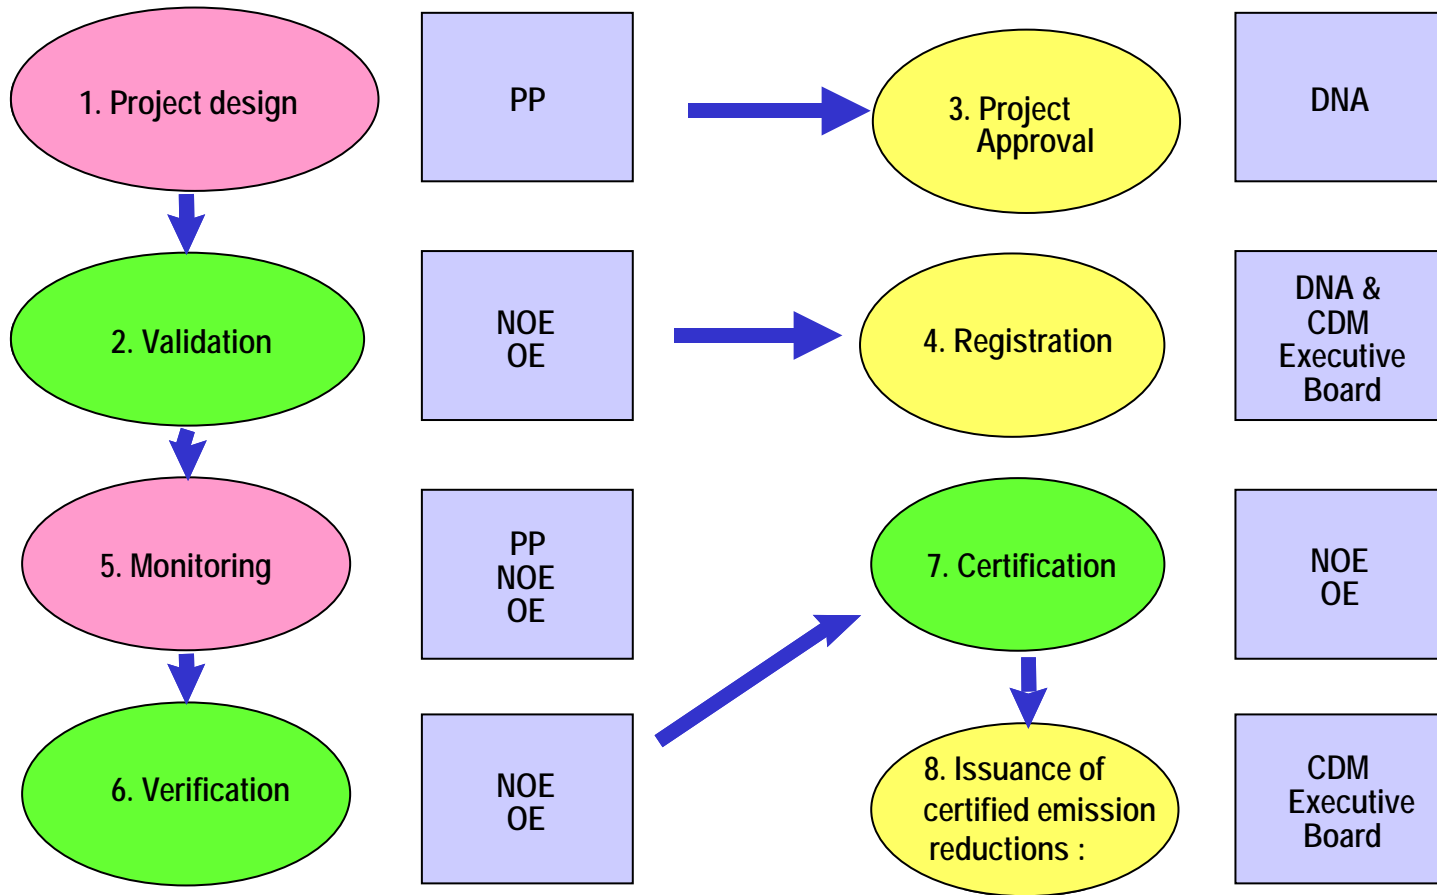 1. Project design
PP
3. Project
Approval
DNA
2. Validation
NOE
OE
4. Registration
DNA &
CDM
Executive
Board
5. Monitoring
PP
NOE
OE
7. Certification
NOE
OE
6. Verification
NOE
OE
8. Issuance of
certified emission
reductions :
CDM
Executive
Board